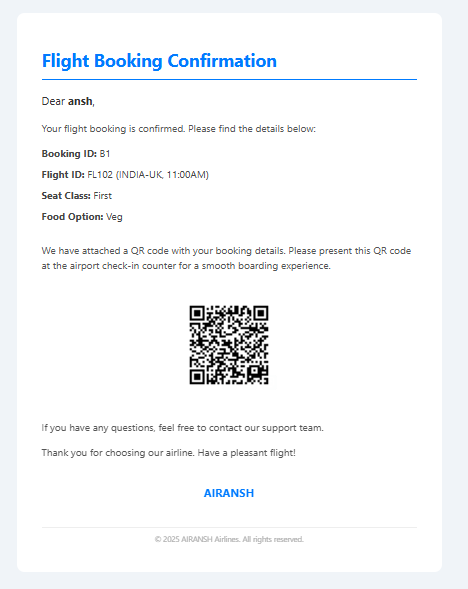 Flight Booking Confirmation
Dear ansh,
Your flight booking is confirmed. Please find the details below:
Booking ID: B1
Flight ID: FL102 (INDIA-UK, 11:00AM)
Seat Class: First
Food Option: Veg
We have attached a QR code with your booking details. Please present this QR code
at the airport check-in counter for a smooth boarding experience.
If you have any questions, feel free to contact our support team.
Thank you for choosing our airline. Have a pleasant flight!
AIRANSH
© 2025 AIRANSH Airlines. All rights reserved.